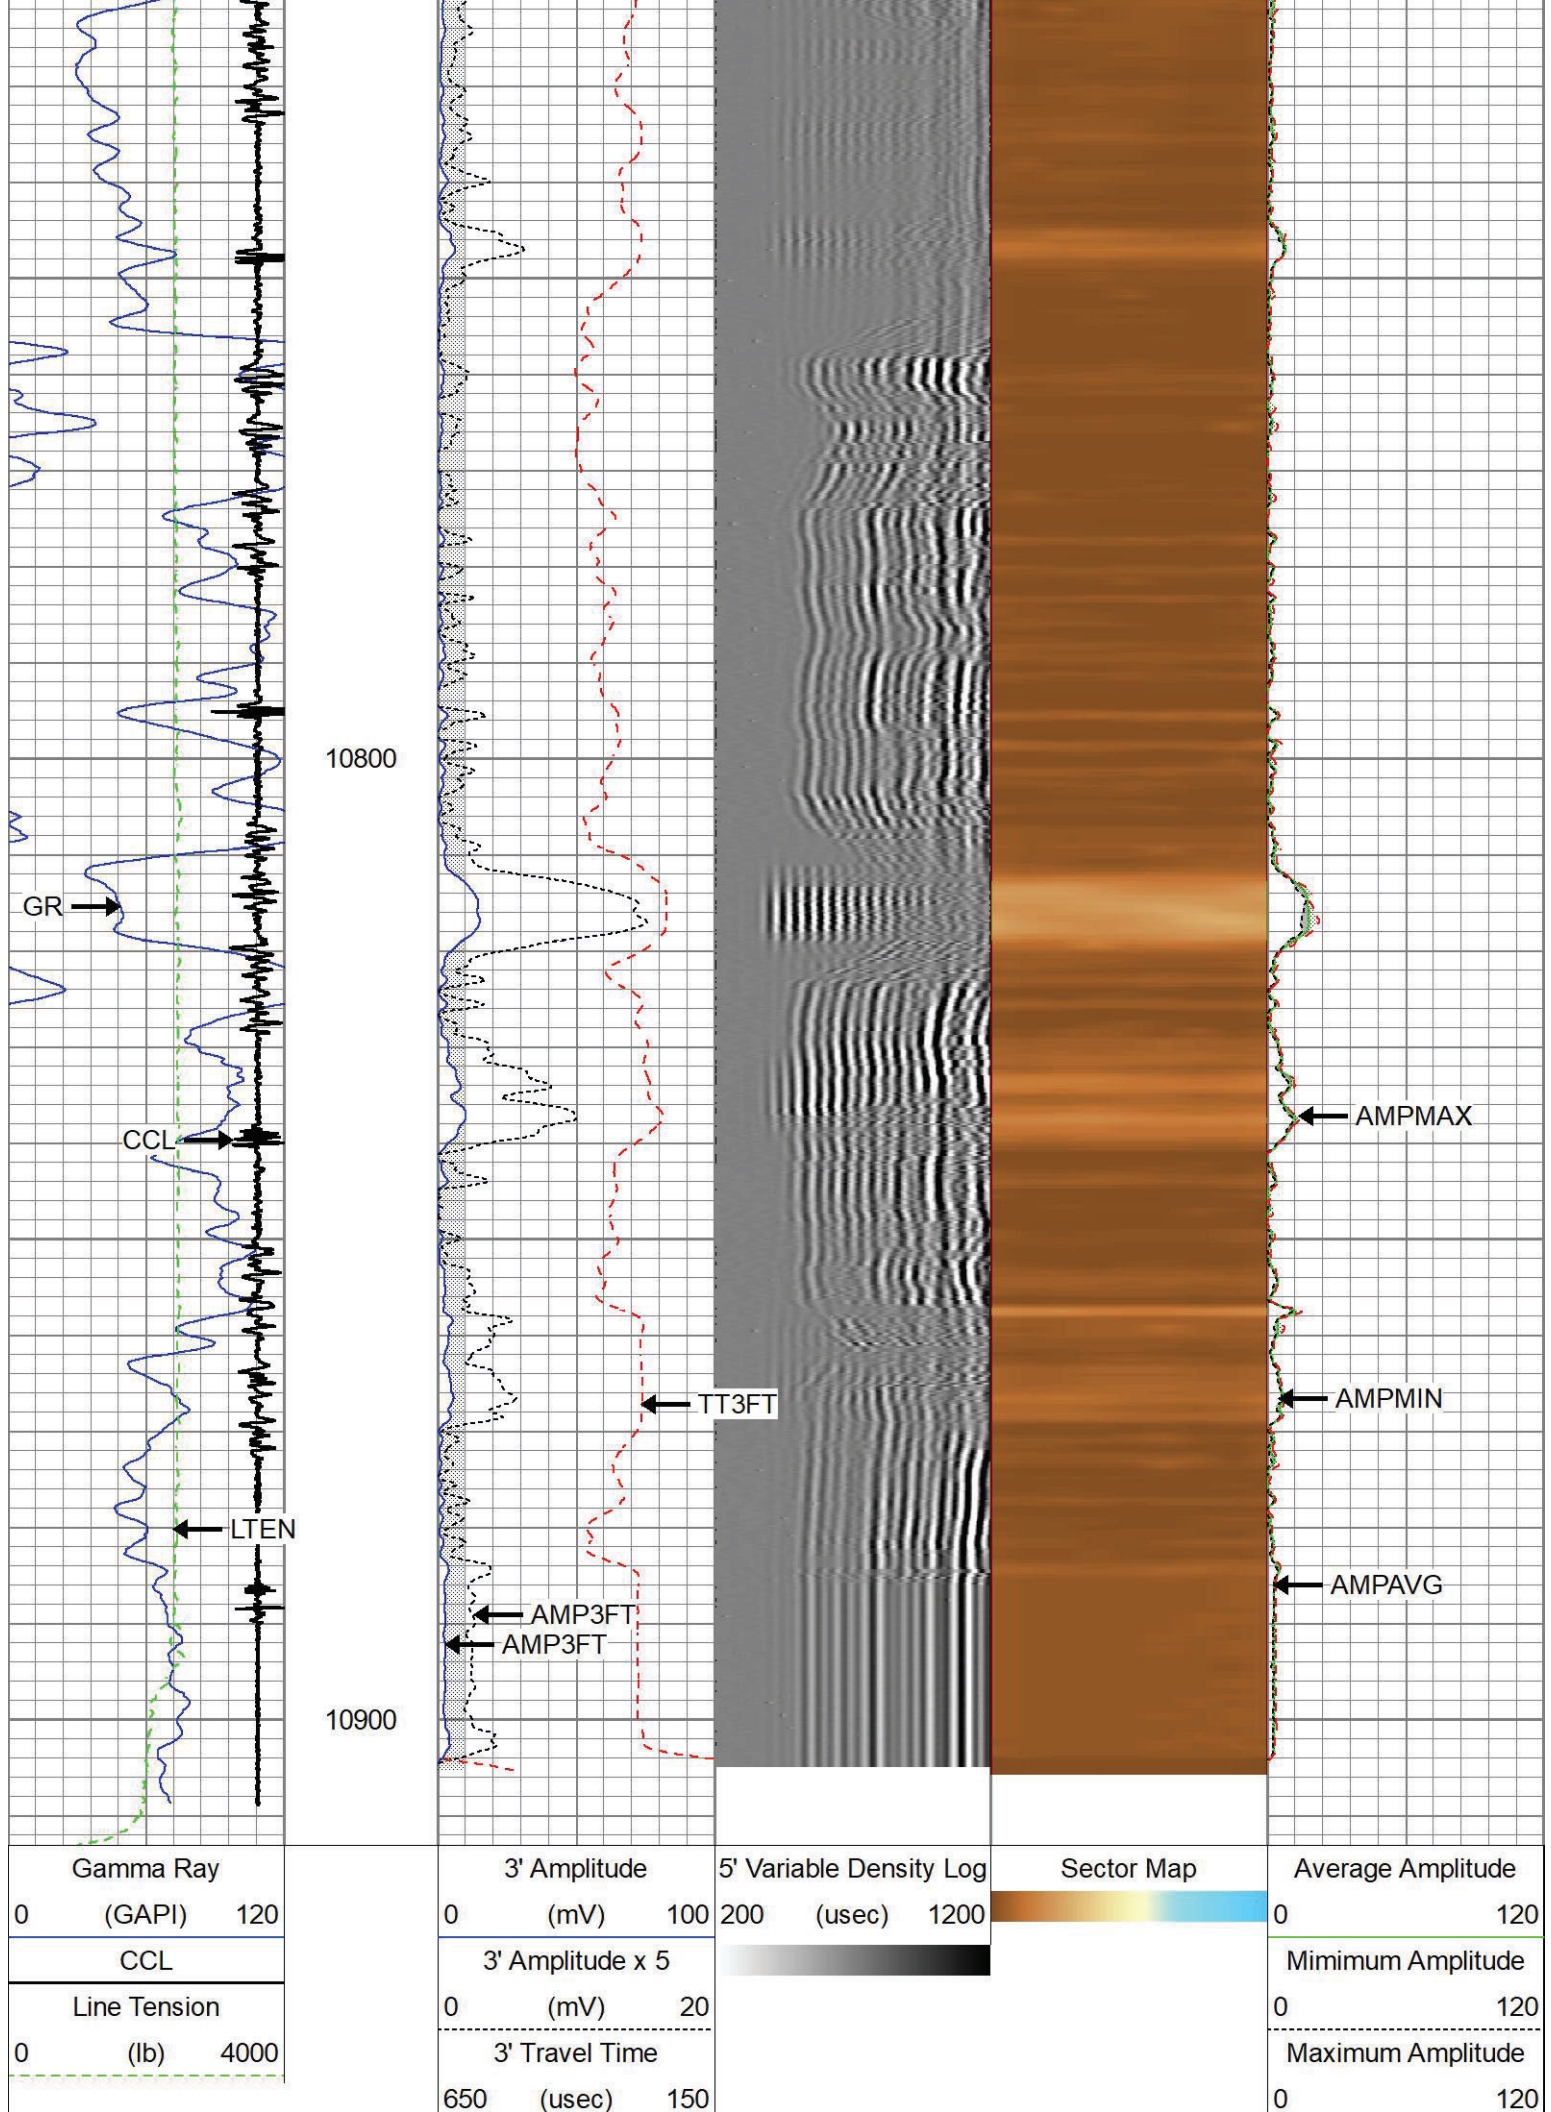 10800
GR
CCL
AMPMAX
TT3FT
AMPMIN
LTEN
AMPAVG
AMP3FT
AMP3FT
10900
Gamma Ray
0 (GAPI) 120
CCL
Line Tension
0 (lb) 4000
3' Amplitude
0 (mV) 100
3' Amplitude x 5
0 (mV) 20
3' Travel Time
650 (usec) 150
5' Variable Density Log
200 (usec) 1200
Sector Map
Average Amplitude
0 120
Mimimum Amplitude
0 120
Maximum Amplitude
0 120